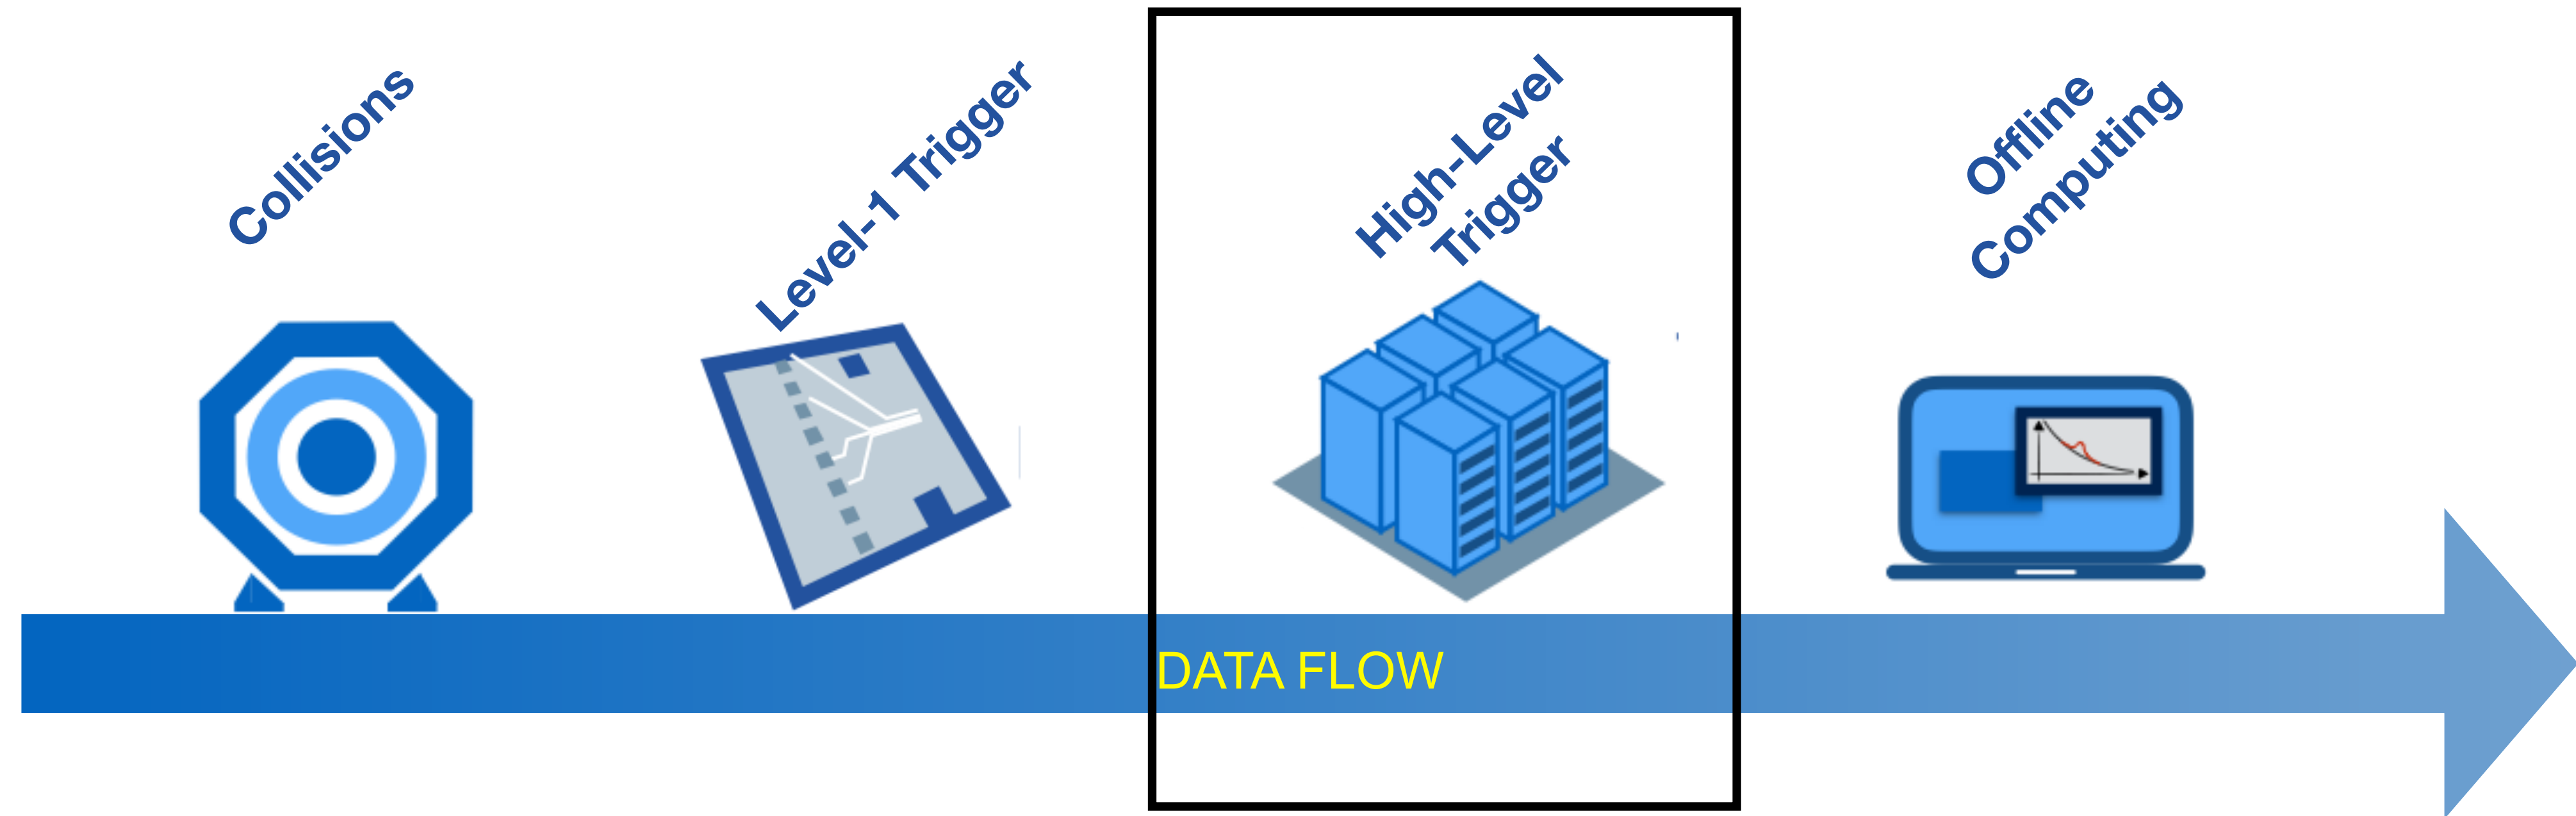 Collisions
Level-1 Trigger
High-Level
Trigger
Offline
Computing
DATA FLOW